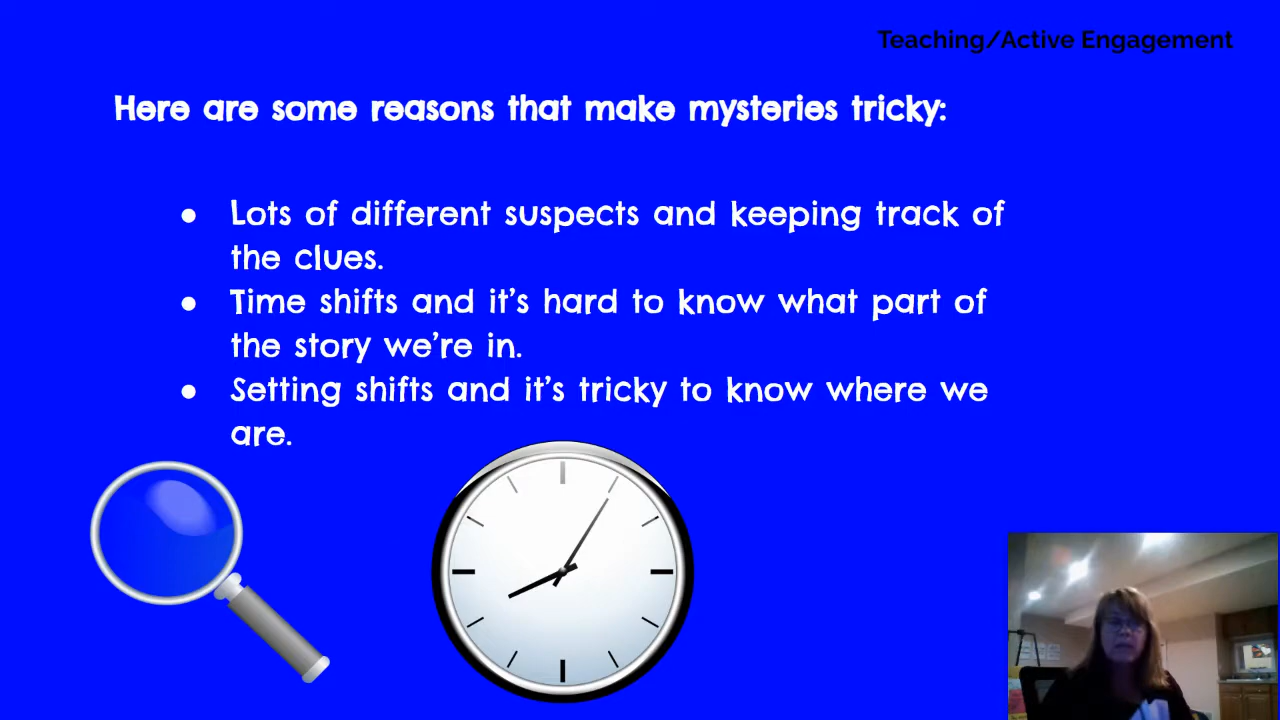 Teaching/Active Engagement
Here are some reasons that make mysteries tricky:
● Lots of different suspects and keeping track of
the clues.
● Time shifts and it's hard to know what part of
the story we're in.
● Setting shifts and it's tricky to know where we
are.